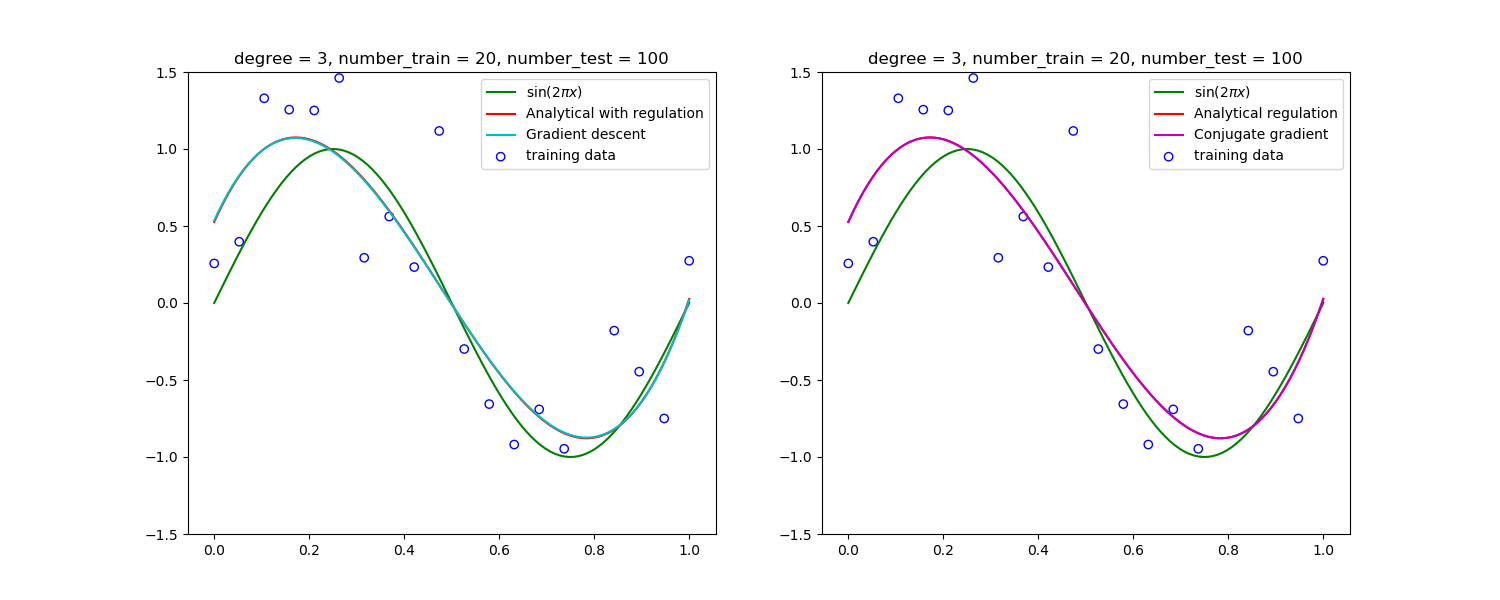 degree = 3, number_train = 20, number_test = 100
1.5
1.0
0.5
0.0
−0.5
−1.0
−1.5
0.0 0.2 0.4 0.6 0.8 1.0
sin(2πx)
Analytical with regulation
Gradient descent
training data
degree = 3, number_train = 20, number_test = 100
1.5
1.0
0.5
0.0
−0.5
−1.0
−1.5
0.0 0.2 0.4 0.6 0.8 1.0
sin(2πx)
Analytical regulation
Conjugate gradient
training data